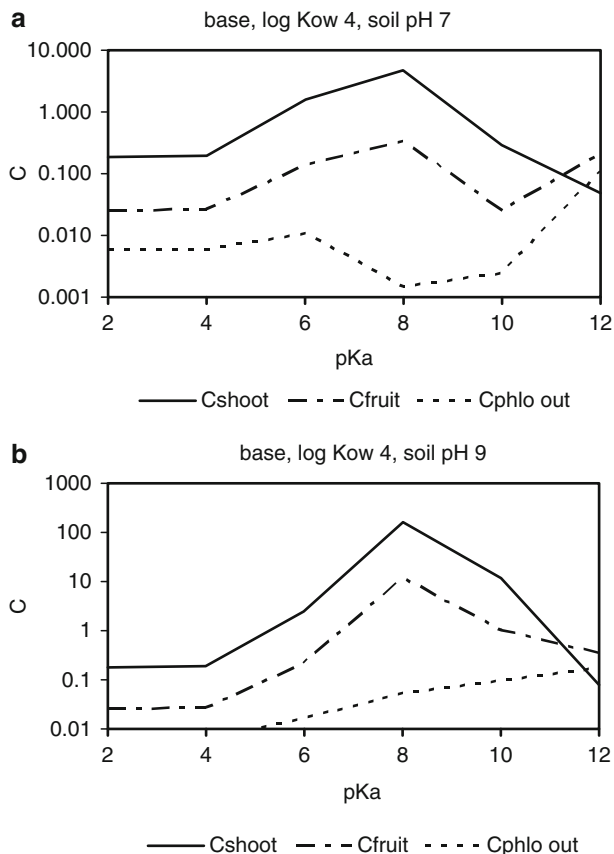 a
base, log Kow 4, soil pH 7
10.000
1.000
0.100
0.010
0.001
C
2 4 6 8 10 12
pKa
Cshoot Cfruit Cphlo out
b
base, log Kow 4, soil pH 9
1000
100
10
1
0.1
0.01
C
2 4 6 8 10 12
pKa
Cshoot Cfruit Cphlo out